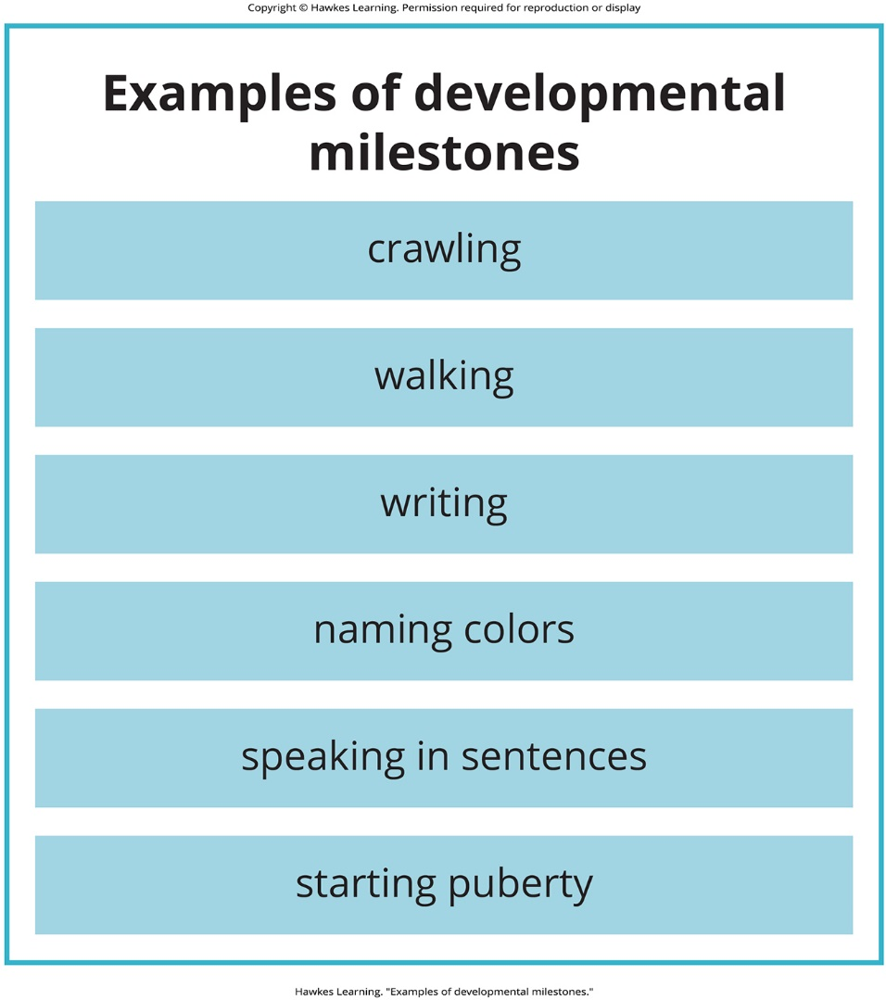 Copyright © Hawkes Learning. Permission required for reproduction or display
Examples of developmental
milestones
crawling
walking
writing
naming colors
speaking in sentences
starting puberty
Hawkes Learning. "Examples of developmental milestones."